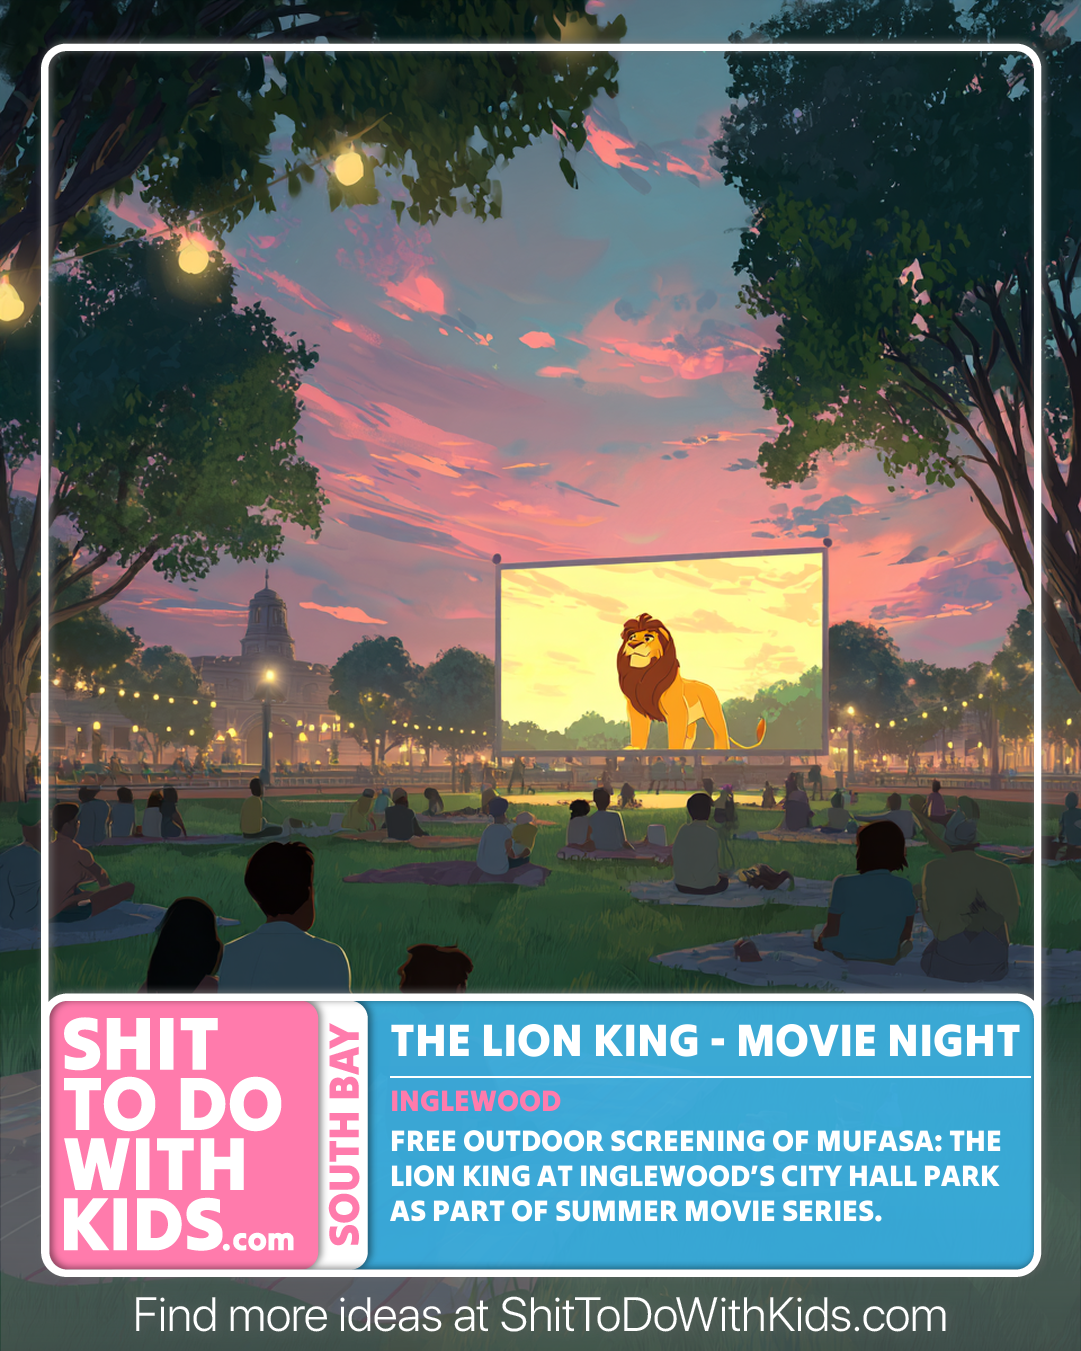 SHIT
TO DO
WITH
KIDS.com
SOUTH BAY
THE LION KING - MOVIE NIGHT
INGLEWOOD
FREE OUTDOOR SCREENING OF MUFASA: THE
LION KING AT INGLEWOOD'S CITY HALL PARK
AS PART OF SUMMER MOVIE SERIES.
Find more ideas at ShitToDoWithKids.com